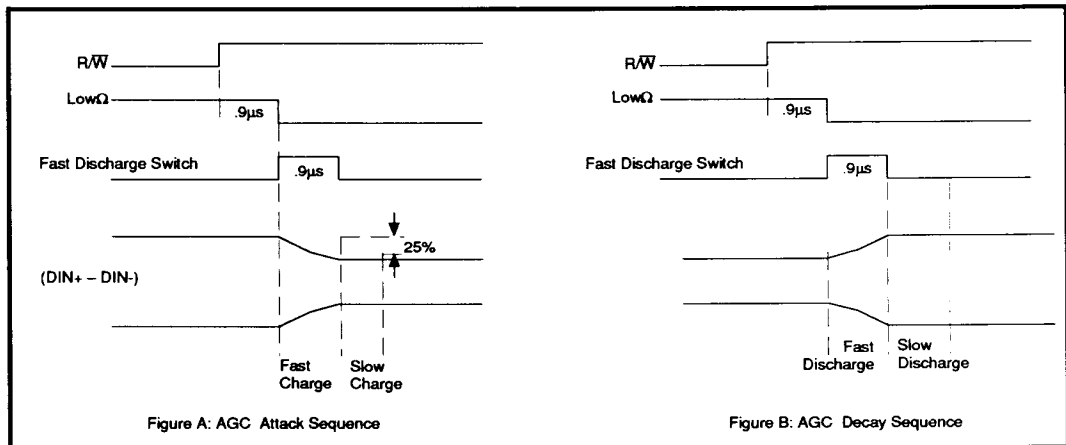 R/W̅
LowΩ
.9µs
Fast Discharge Switch
.9µs
25%
(DIN+ – DIN-)
Fast Charge
Slow Charge
Figure A: AGC Attack Sequence
R/W̅
LowΩ
.9µs
Fast Discharge Switch
.9µs
Fast Discharge
Slow Discharge
Figure B: AGC Decay Sequence